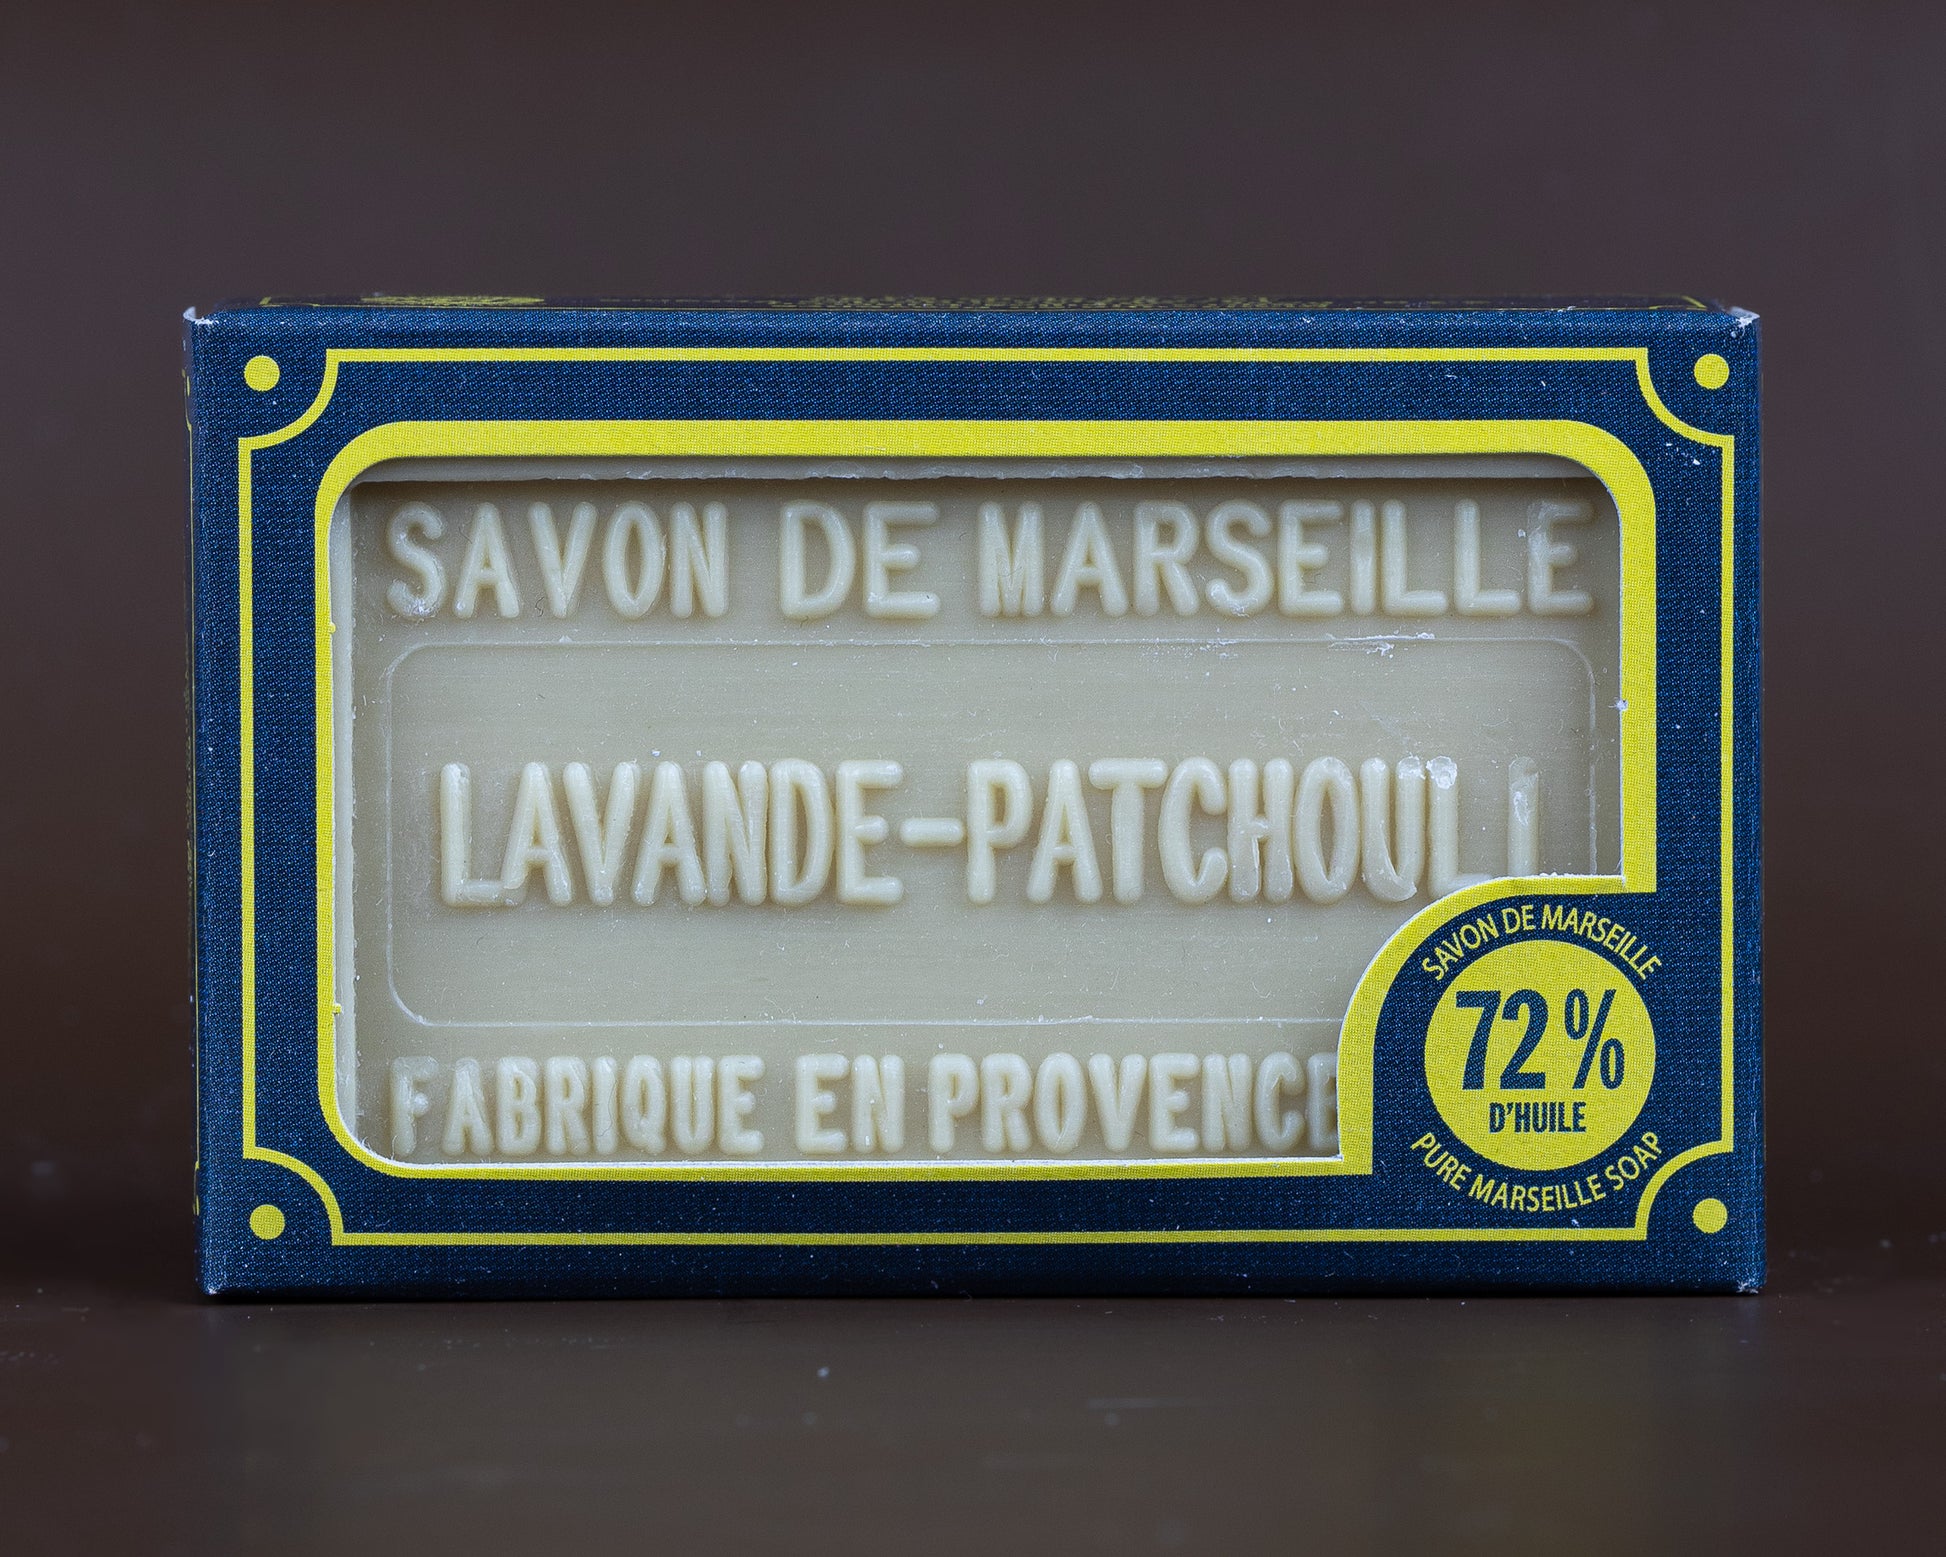 SAVON DE MARSEILLE
LAVANDE-PATCHOULI
FABRIQUE EN PROVENCE
SAVON DE MARSEILLE
72%
D'HUILE
PURE MARSEILLE SOAP